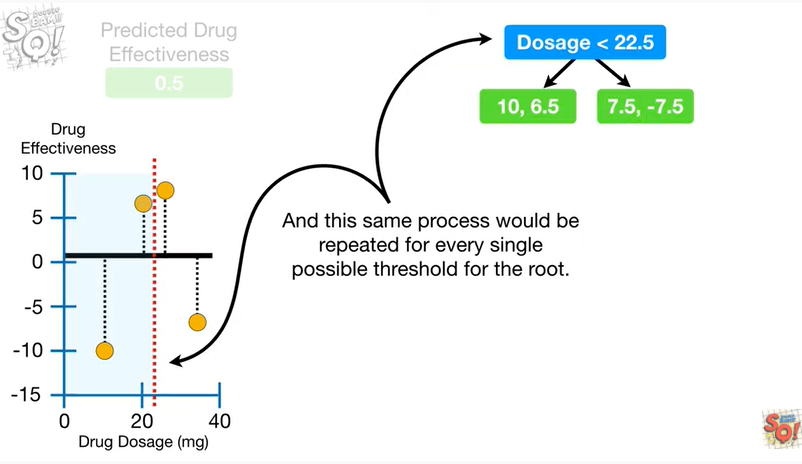 SQ!
Predicted Drug
Effectiveness
0.5
Dosage < 22.5
10, 6.5
7.5, -7.5
Drug
Effectiveness
10
5
0
-5
-10
-15
And this same process would be
repeated for every single
possible threshold for the root.
0
20
40
Drug Dosage (mg)
SQ!